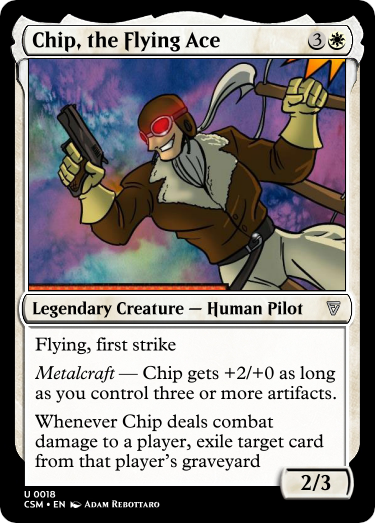 Chip, the Flying Ace 3
Legendary Creature — Human Pilot
Flying, first strike
Metalcraft — Chip gets +2/+0 as long
as you control three or more artifacts.
Whenever Chip deals combat
damage to a player, exile target card
from that player's graveyard
2/3
U 0018
CSM • EN Adam Rebottaro